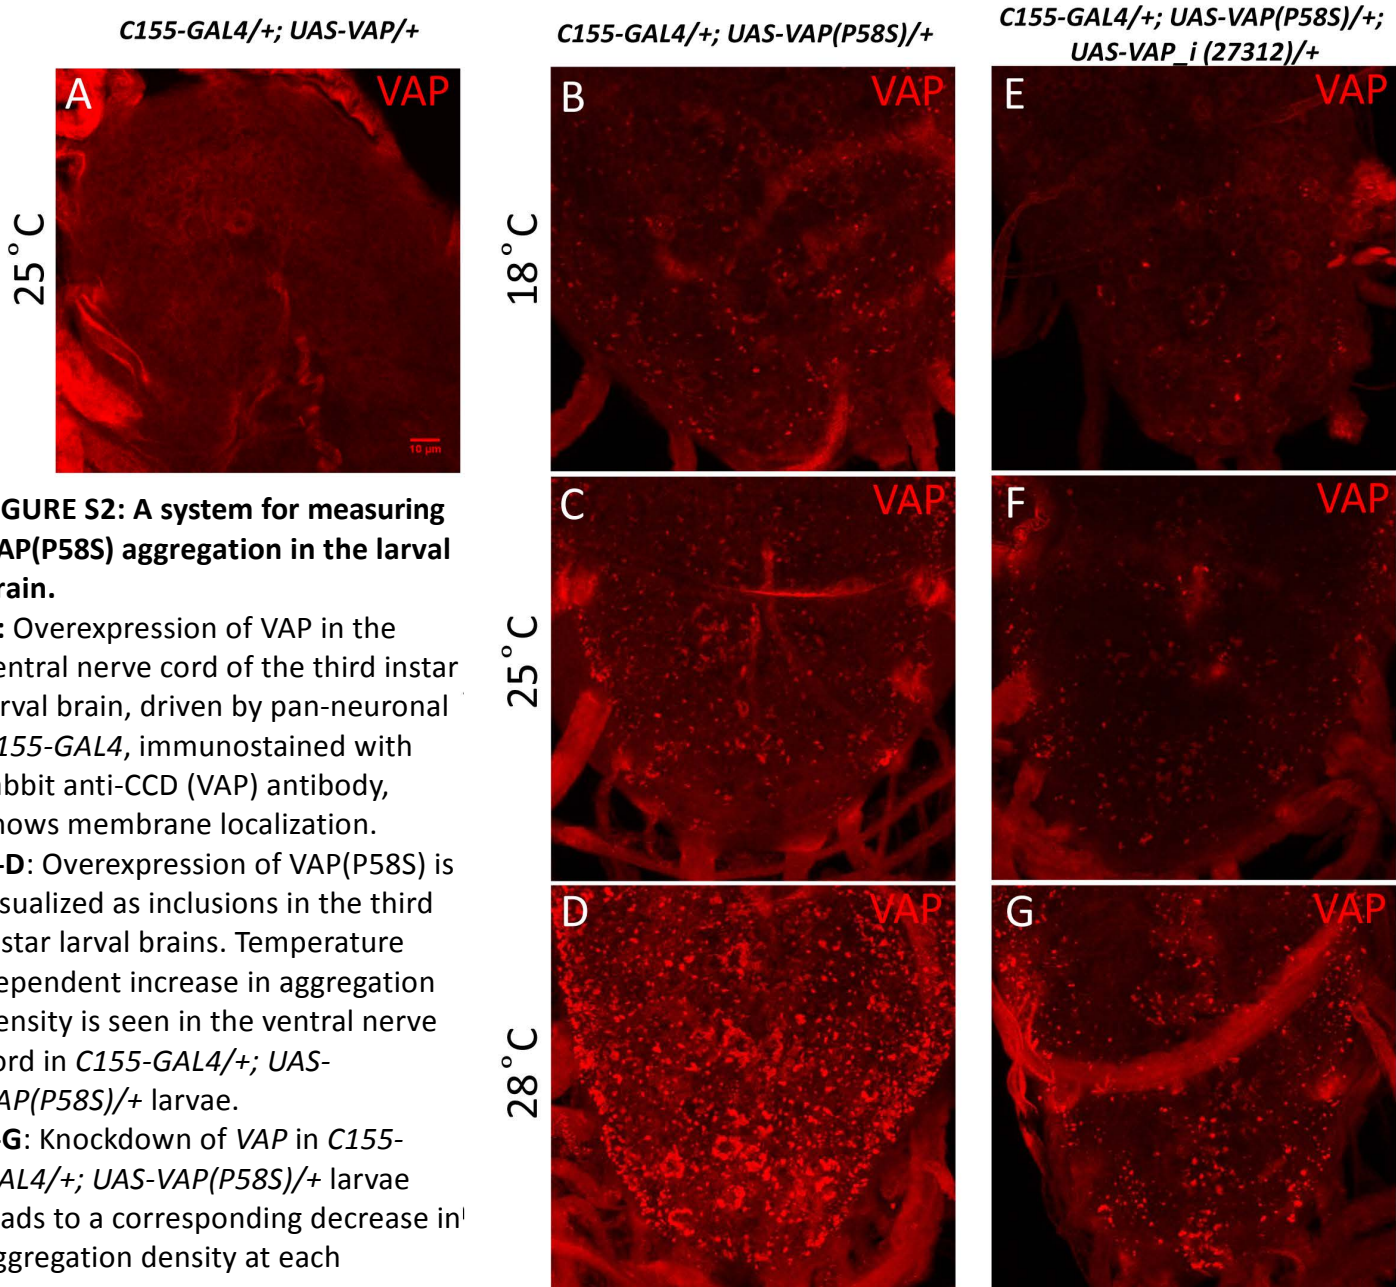 C155-GAL4/+; UAS-VAP/+
C155-GAL4/+; UAS-VAP(P58S)/+
C155-GAL4/+; UAS-VAP(P58S)/+;
UAS-VAP_i (27312)/+
A VAP
25°C
10 µm
B VAP
18°C
E VAP
C VAP
25°C
F VAP
D VAP
28°C
G VAP
GURE S2: A system for measuring
AP(P58S) aggregation in the larval
rain.
: Overexpression of VAP in the
entral nerve cord of the third instar
rval brain, driven by pan-neuronal
155-GAL4, immunostained with
abbit anti-CCD (VAP) antibody,
hows membrane localization.
-D: Overexpression of VAP(P58S) is
sualized as inclusions in the third
star larval brains. Temperature
ependent increase in aggregation
ensity is seen in the ventral nerve
ord in C155-GAL4/+; UAS-
AP(P58S)/+ larvae.
-G: Knockdown of VAP in C155-
AL4/+; UAS-VAP(P58S)/+ larvae
ads to a corresponding decrease in
ggregation density at each